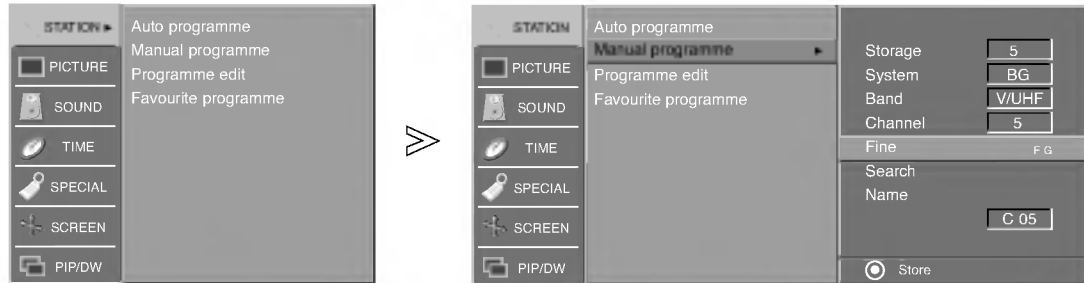 STATION
PICTURE
SOUND
TIME
SPECIAL
SCREEN
PIP/DW
Auto programme
Manual programme
Programme edit
Favourite programme
STATION
PICTURE
SOUND
TIME
SPECIAL
SCREEN
PIP/DW
Auto programme
Manual programme
Programme edit
Favourite programme
Storage 5
System BG
Band V/UHF
Channel 5
Fine F G
Search
Name
C 05
Store